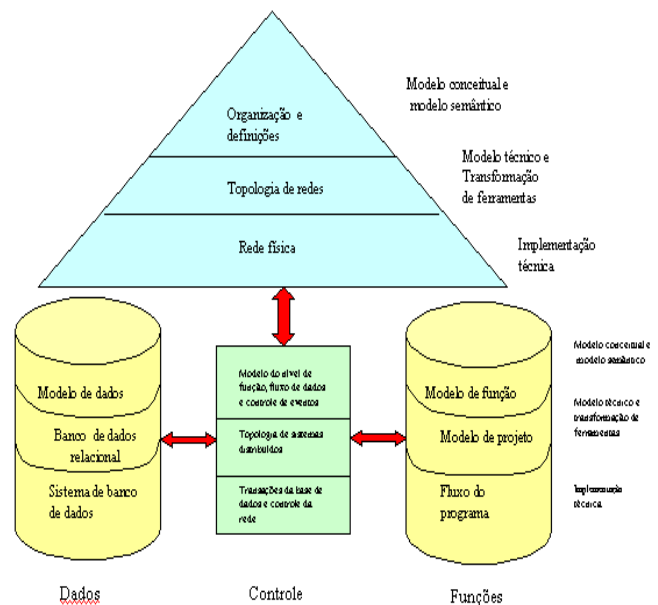 Organização e
definições
Modelo conceitual e
modelo semântico
Topologia de redes
Modelo técnico e
Transformação
de ferramentas
Rede física
Implementação
técnica
Modelo de dados
Banco de dados
relacional
Sistema de banco
de dados
Modelo do nível de
função, fluxo de dados
e controle de eventos
Topologia de sistemas
distribuídos
Transações da base de
dados e controle da
rede
Modelo de função
Modelo de projeto
Fluxo do
programa
Modelo conceitual e
modelo semântico
Modelo técnico e
transformação de
ferramentas
Implementação
técnica
Dados
Controle
Funções